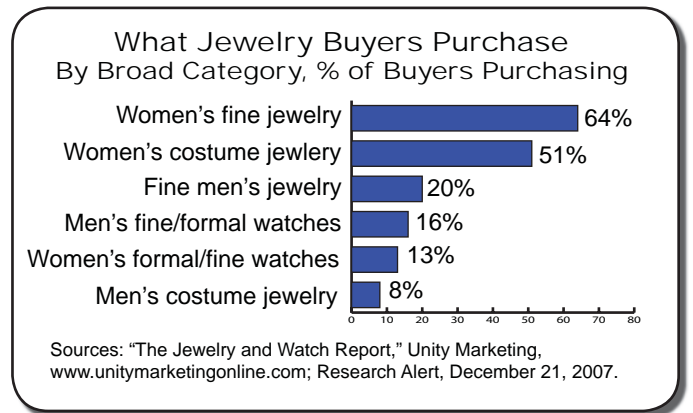 What Jewelry Buyers Purchase
By Broad Category, % of Buyers Purchasing
Women’s fine jewelry 64%
Women’s costume jewlery 51%
Fine men’s jewelry 20%
Men’s fine/formal watches 16%
Women’s formal/fine watches 13%
Men’s costume jewelry 8%
0 10 20 30 40 50 60 70 80
Sources: “The Jewelry and Watch Report,” Unity Marketing,
www.unitymarketingonline.com; Research Alert, December 21, 2007.